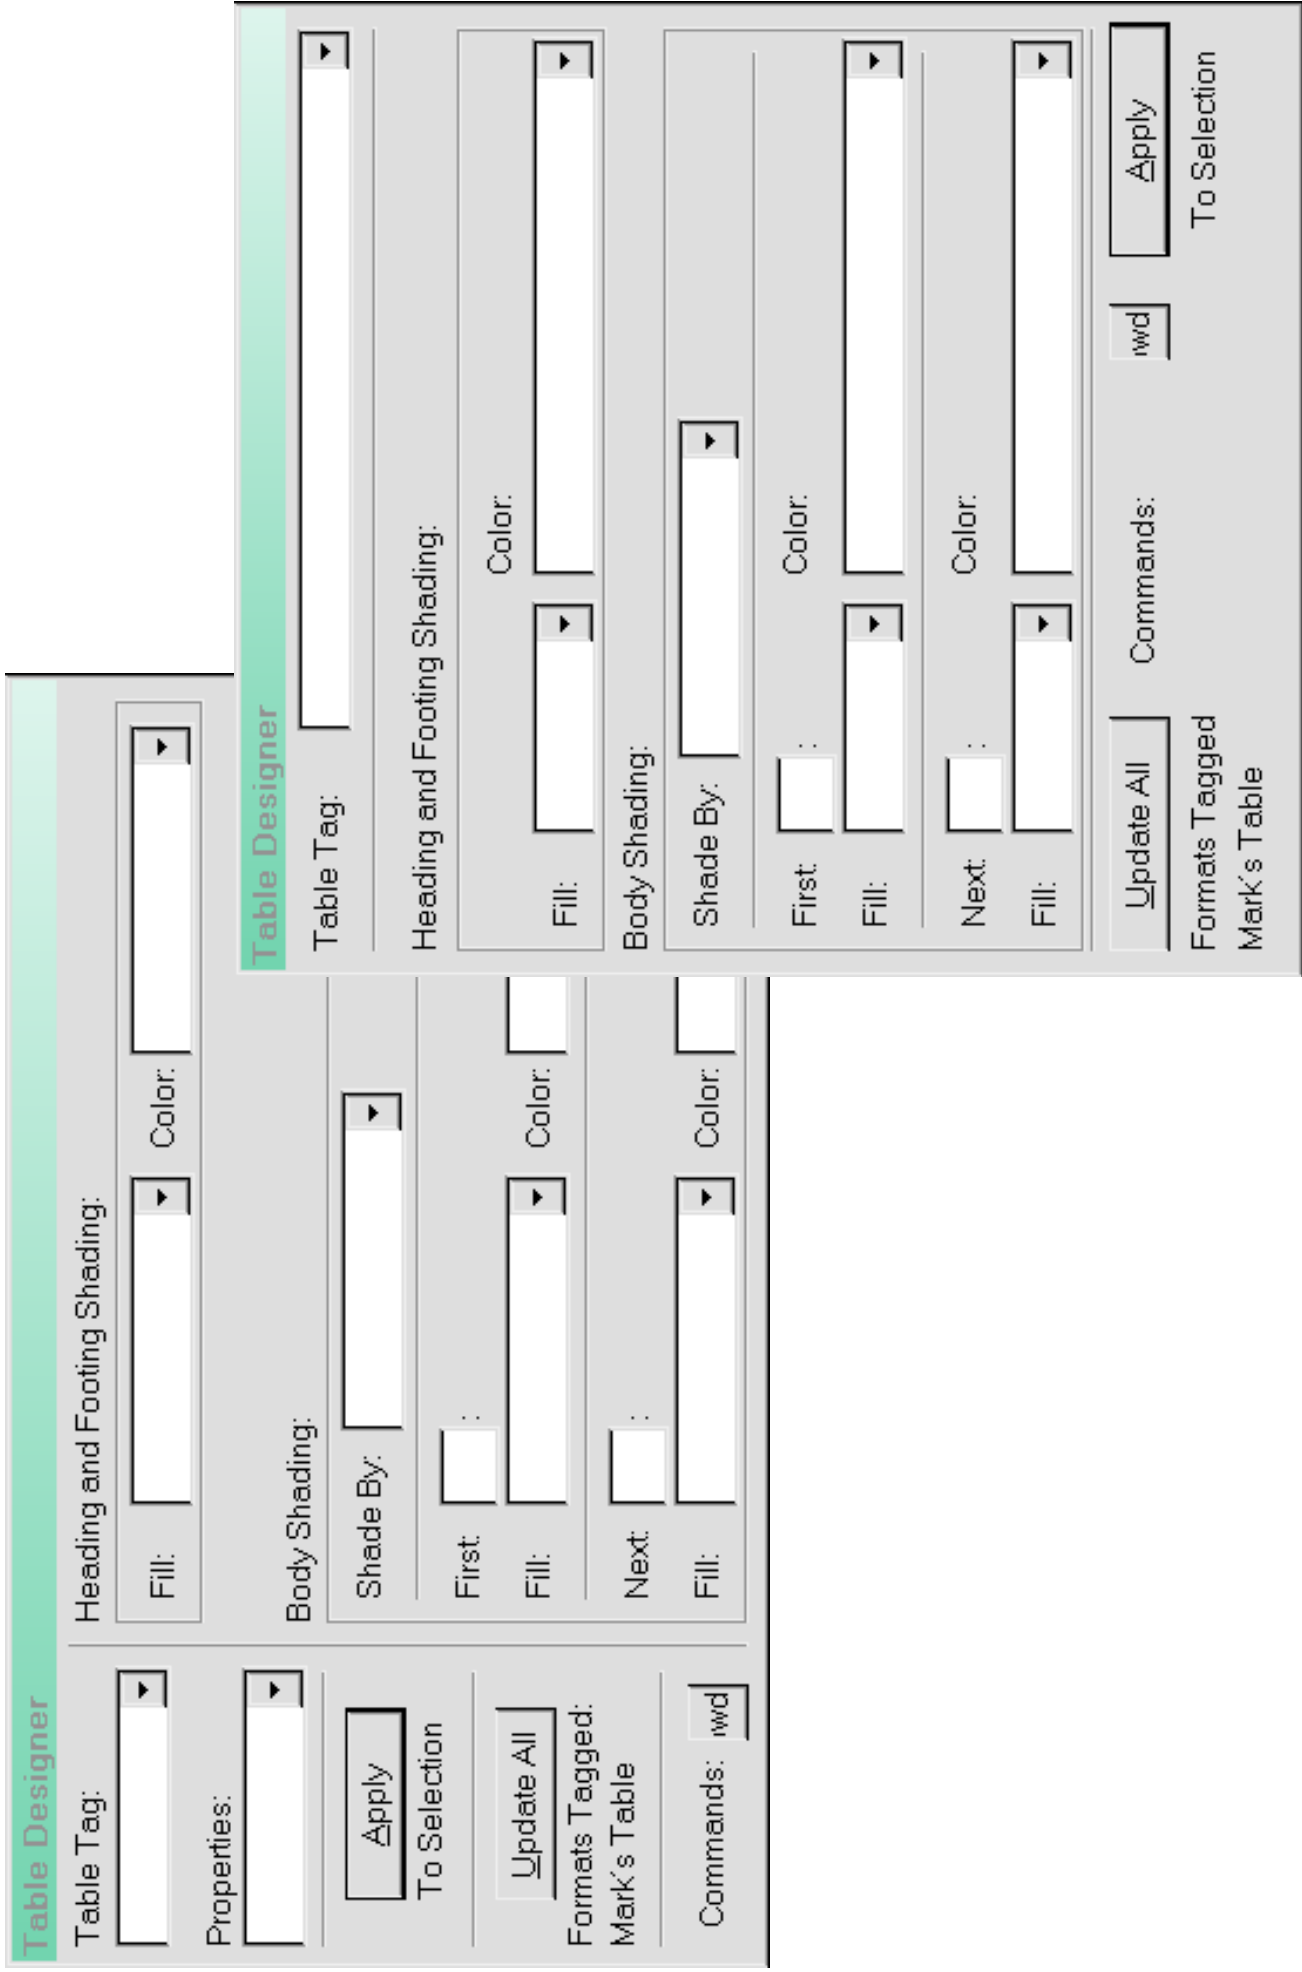 Table Designer
Table Tag:
Properties:
Apply
To Selection
Update All
Formats Tagged:
Mark's Table
Commands:
Heading and Footing Shading:
Fill:
Color:
Body Shading:
Shade By:
First: :
Fill: Color:
Next: :
Fill: Color:
Table Designer
Table Tag:
Heading and Footing Shading:
Color:
Fill:
Body Shading:
Shade By:
First: :
Color:
Fill:
Next: :
Color:
Fill:
Update All Commands: Apply
Formats Tagged To Selection
Mark's Table